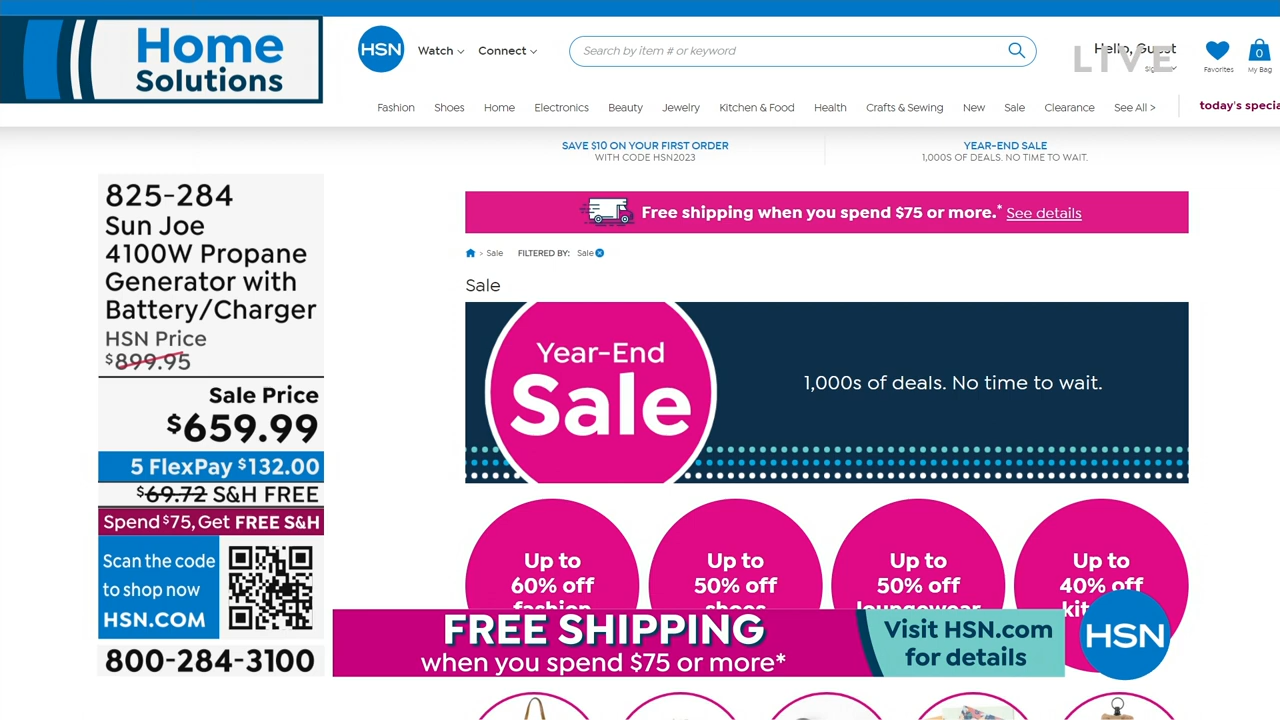 Home
Solutions
HSN
Watch
Connect
Search by item # or keyword
Hello, Guest
LIVE
Favorites
0
My Bag
Fashion
Shoes
Home
Electronics
Beauty
Jewelry
Kitchen & Food
Health
Crafts & Sewing
New
Sale
Clearance
See All >
today's specia
SAVE $10 ON YOUR FIRST ORDER
WITH CODE HSN2023
YEAR-END SALE
1,000S OF DEALS. NO TIME TO WAIT.
825-284
Sun Joe
4100W Propane
Generator with
Battery/Charger
HSN Price
$899.95
Sale Price
$659.99
5 FlexPay $132.00
$69.72 S&H FREE
Spend $75, Get FREE S&H
Scan the code
to shop now
HSN.COM
800-284-3100
Free shipping when you spend $75 or more.* See details
> Sale FILTERED BY: Sale
Sale
Year-End
Sale
1,000s of deals. No time to wait.
Up to
60% off
fashion
Up to
50% off
shoes
Up to
50% off
loungewear
Up to
40% off
FREE SHIPPING
when you spend $75 or more*
Visit HSN.com
for details
HSN